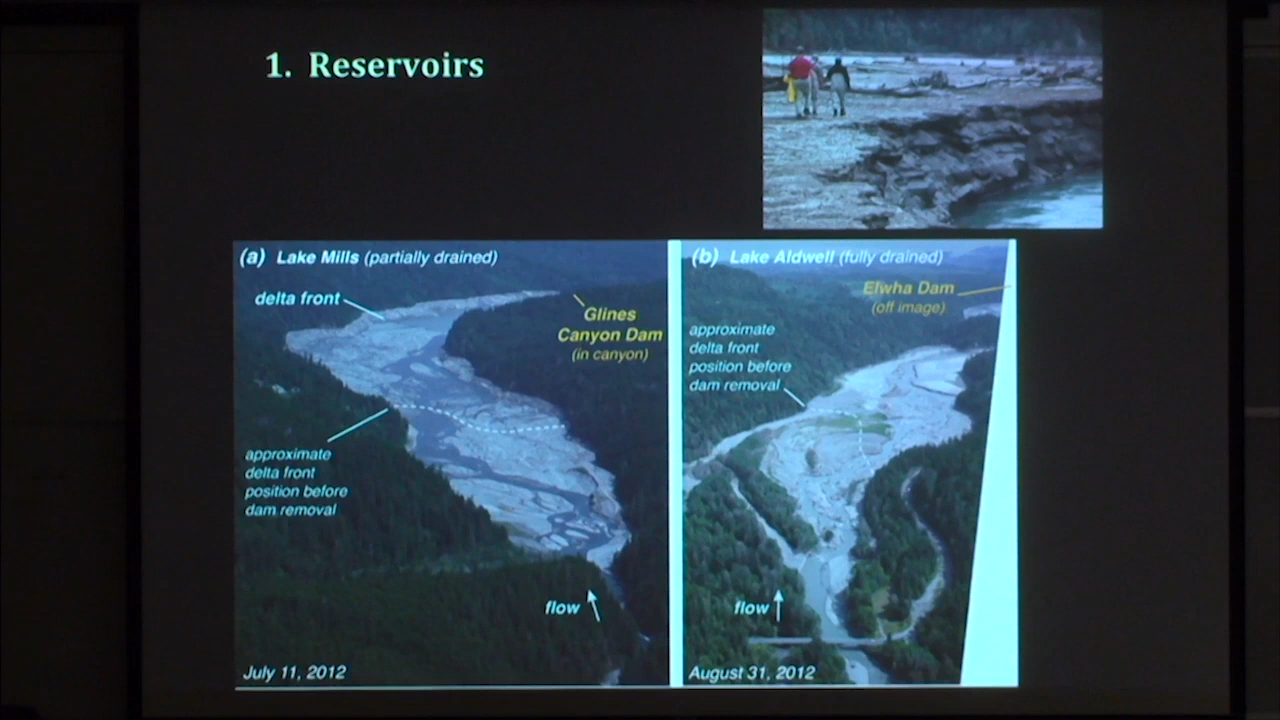 1. Reservoirs
(a) Lake Mills (partially drained)
delta front
Glines
Canyon Dam
(in canyon)
approximate
delta front
position before
dam removal
flow
July 11, 2012
(b) Lake Aldwell (fully drained)
Elwha Dam
(off image)
approximate
delta front
position before
dam removal
flow
August 31, 2012